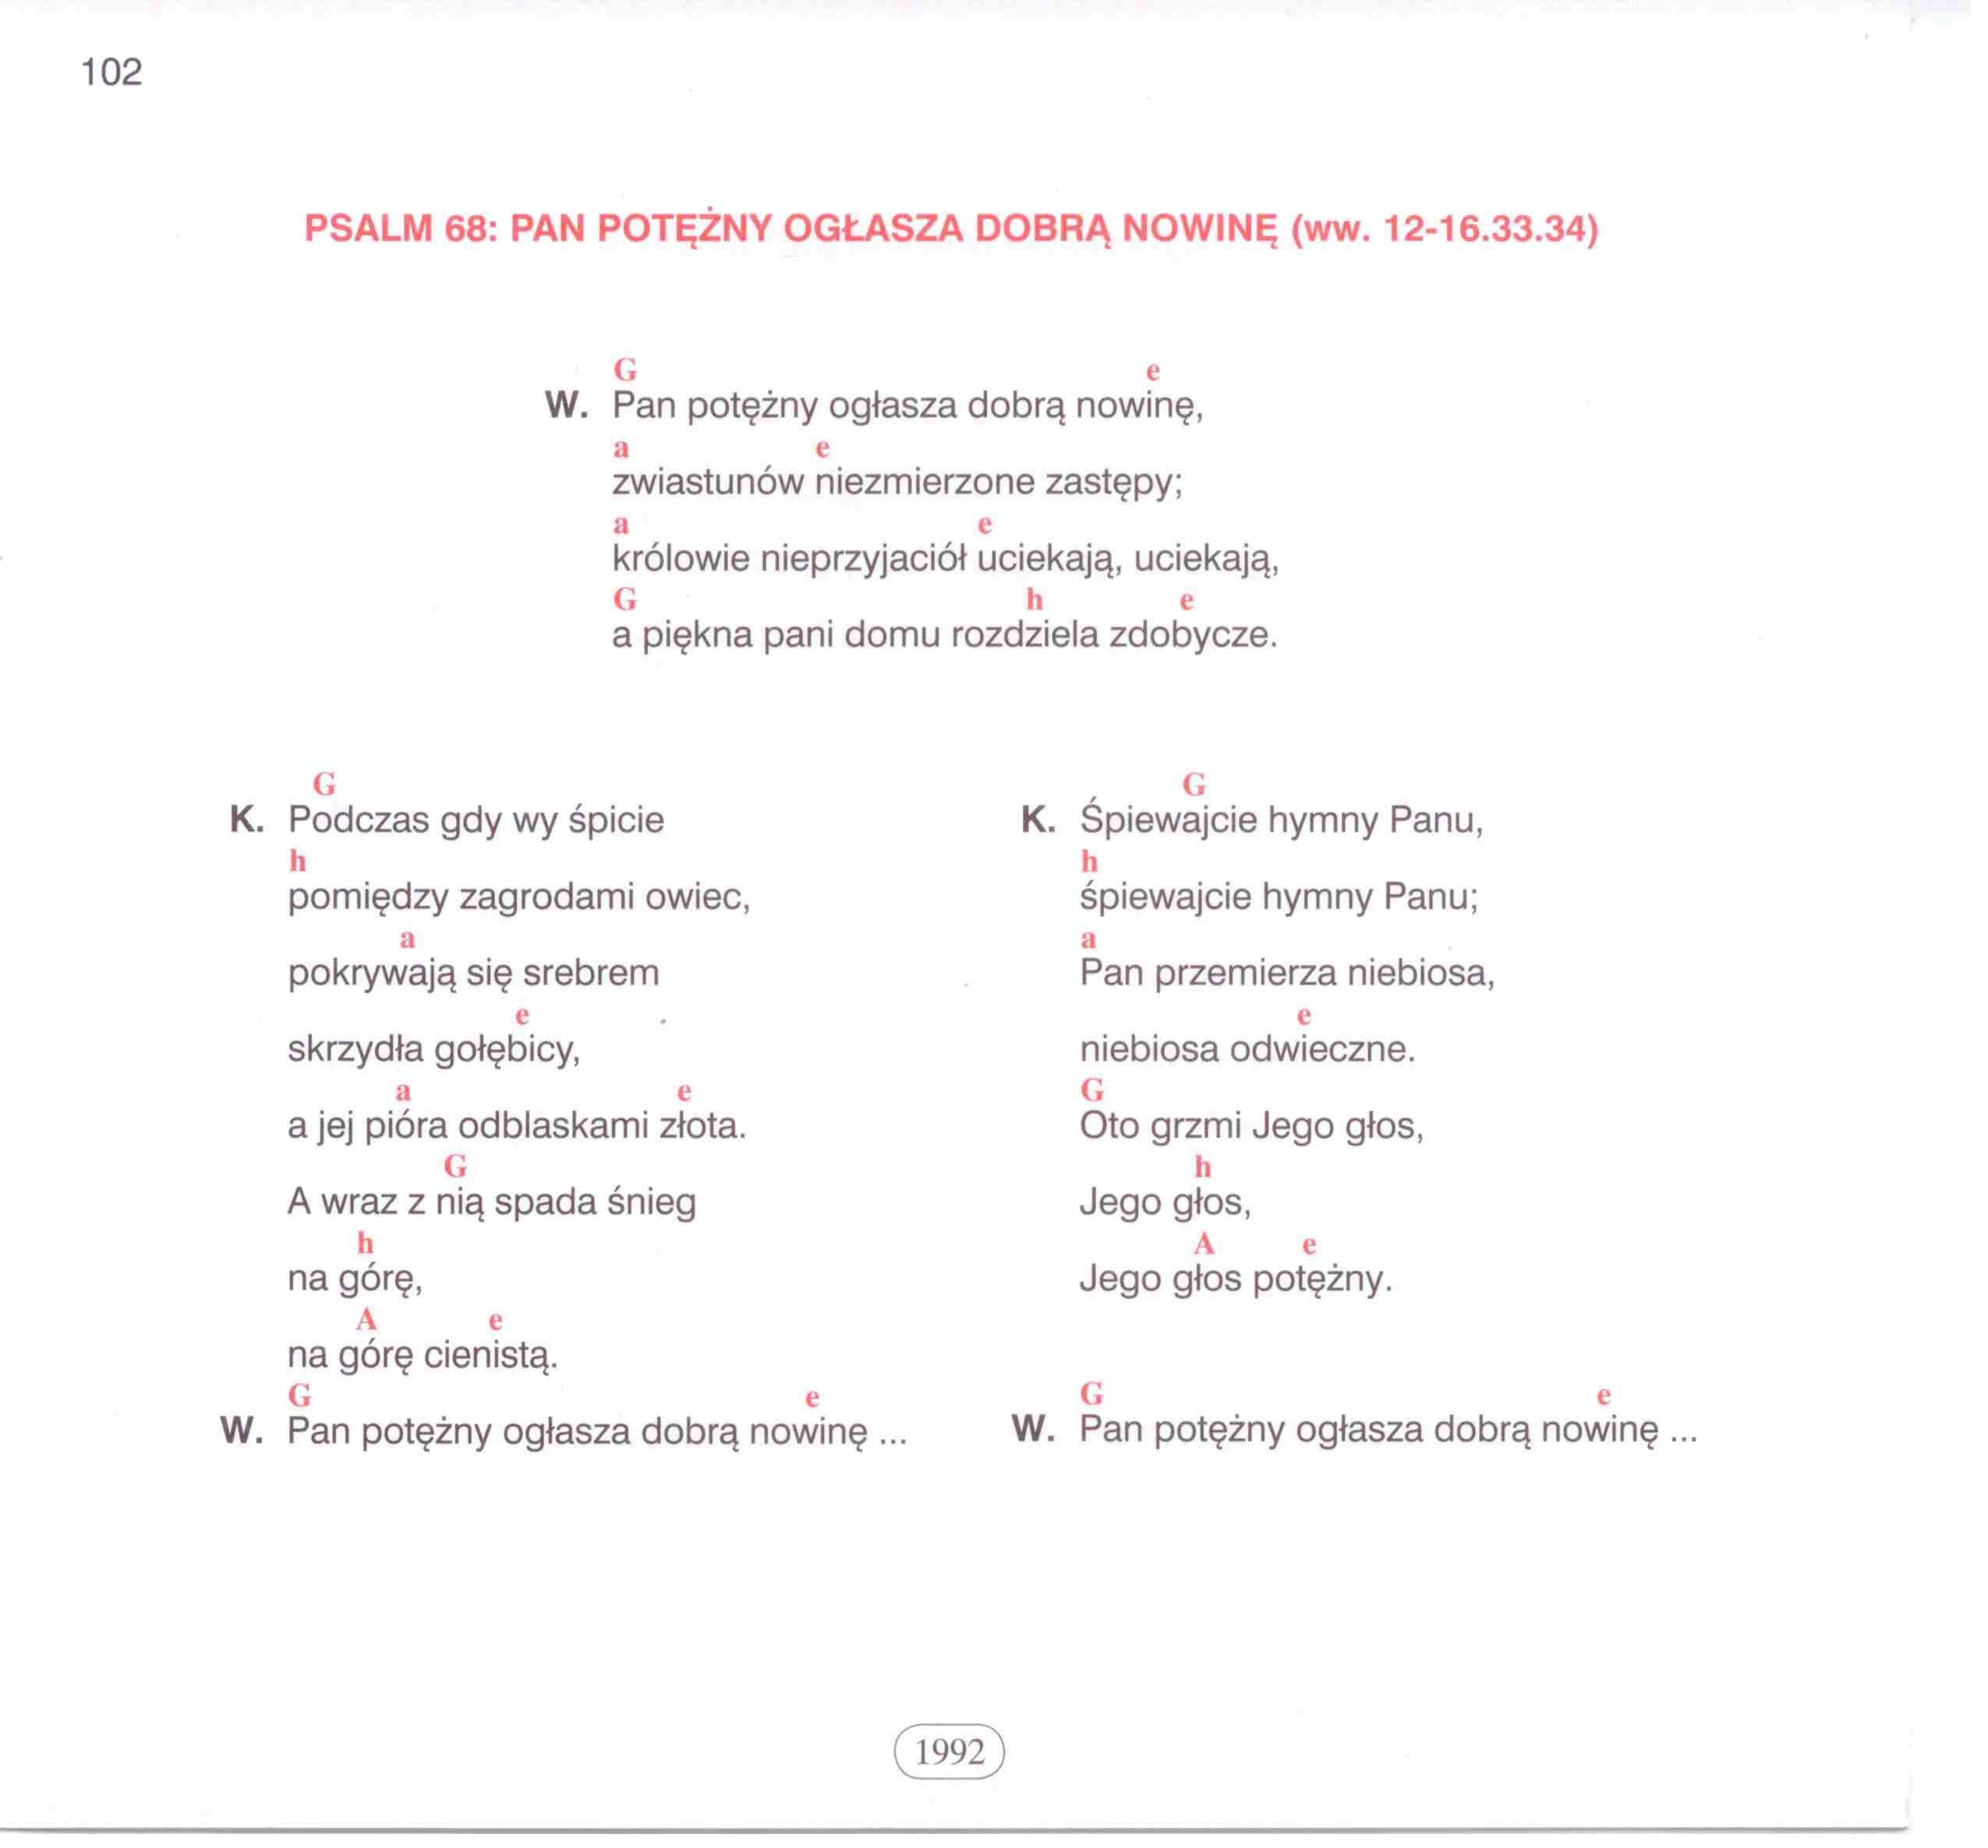 102
PSALM 68: PAN POTĘŻNY OGŁASZA DOBRĄ NOWINĘ (ww. 12-16.33.34)
G e
W. Pan potężny ogłasza dobrą nowinę,
a e
zwiastunów niezmierzone zastępy;
a e
królowie nieprzyjaciół uciekają, uciekają,
G h e
a piękna pani domu rozdziela zdobycze.
G
K. Podczas gdy wy śpicie
h
pomiędzy zagrodami owiec,
a
pokrywają się srebrem
e
skrzydła gołębicy,
a e
a jej pióra odblaskami złota.
G
A wraz z nią spada śnieg
h
na górę,
A e
na górę cienistą.
G e
W. Pan potężny ogłasza dobrą nowinę ...
G
K. Śpiewajcie hymny Panu,
h
śpiewajcie hymny Panu;
a
Pan przemierza niebiosa,
e
niebiosa odwieczne.
G
Oto grzmi Jego głos,
h
Jego głos,
A e
Jego głos potężny.
G e
W. Pan potężny ogłasza dobrą nowinę ...
1992